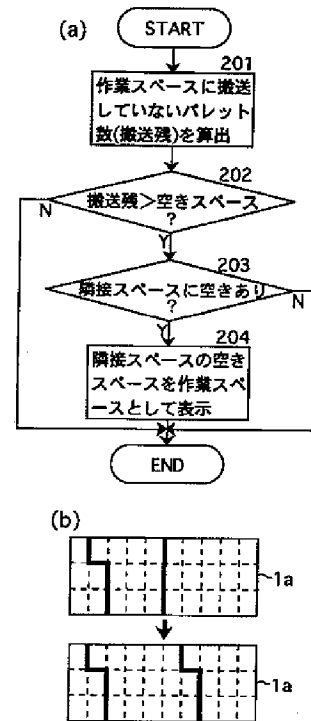 (a)
START
201
作業スペースに搬送
していないパレット
数(搬送残)を算出
202
搬送残>空きスペース
?
N
Y
203
隣接スペースに空きあり
?
N
Y
204
隣接スペースの空き
スペースを作業スペ
ースとして表示
END
(b)
1a
1a